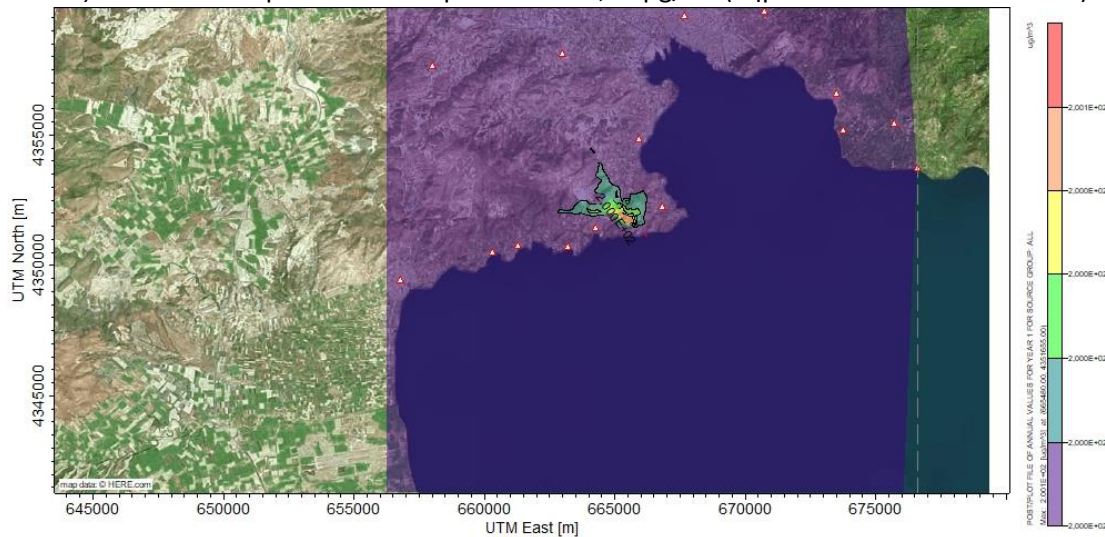 ug/m^3
2,001E+02
2,000E+02
2,000E+02
2,000E+02
2,000E+02
2,000E+02
POST/PLOT FILE OF ANNUAL VALUES FOR YEAR 1 FOR SOURCE GROUP: ALL
Max: 2,001E+02 [ug/m^3] at (665480.00, 4351655.00)
UTM North [m]
4355000
4350000
4345000
map data: © HERE.com
645000
650000
655000
660000
665000
670000
675000
UTM East [m]